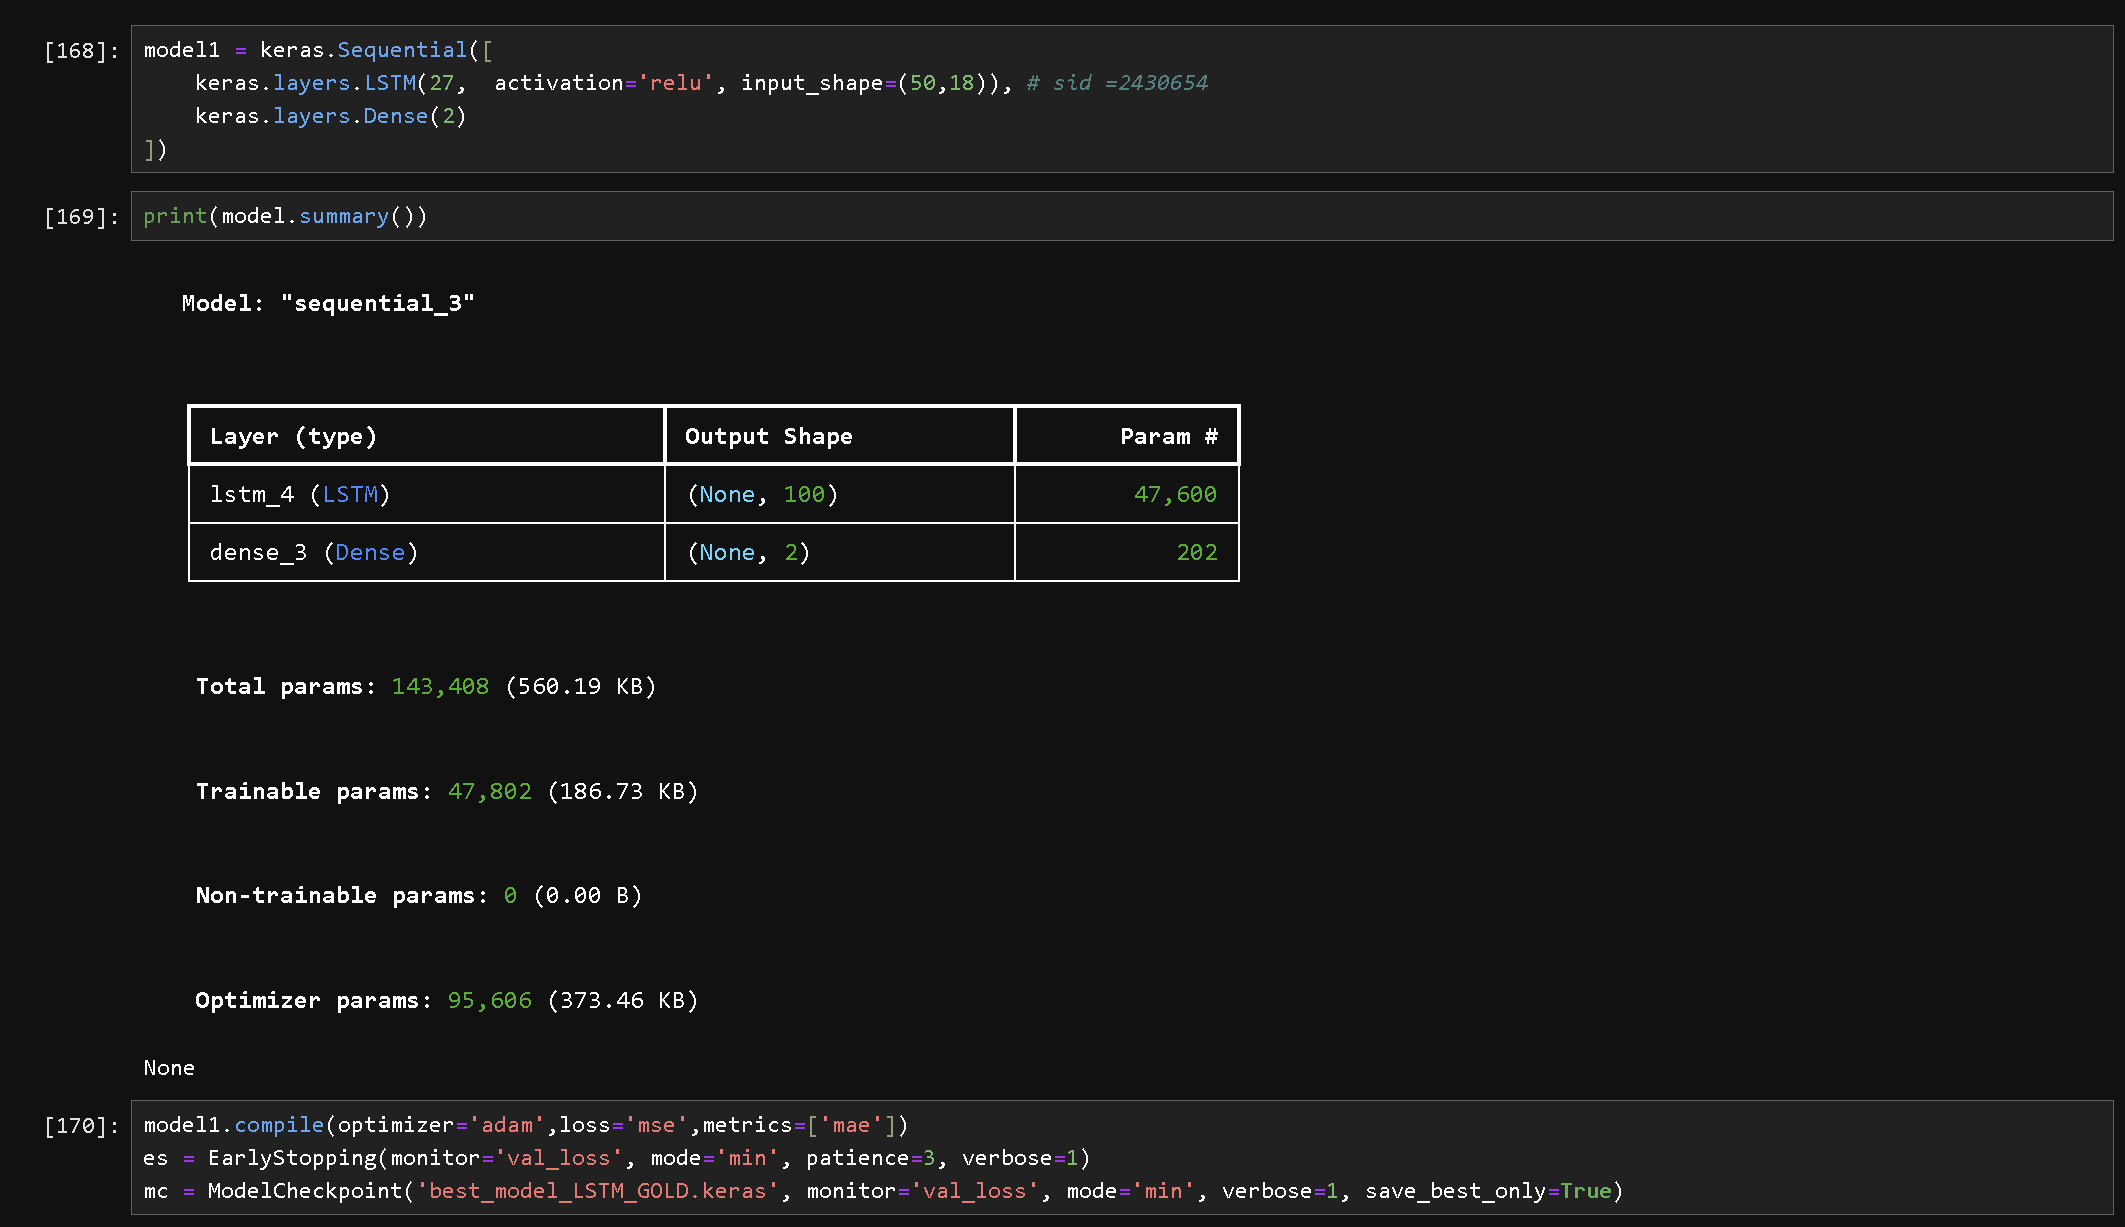 [168]: model1 = keras.Sequential([
    keras.layers.LSTM(27,  activation='relu', input_shape=(50,18)), # sid =2430654
    keras.layers.Dense(2)
])
[169]: print(model.summary())
Model: "sequential_3"
Layer (type) Output Shape Param #
lstm_4 (LSTM) (None, 100) 47,600
dense_3 (Dense) (None, 2) 202
Total params: 143,408 (560.19 KB)
Trainable params: 47,802 (186.73 KB)
Non-trainable params: 0 (0.00 B)
Optimizer params: 95,606 (373.46 KB)
None
[170]: model1.compile(optimizer='adam',loss='mse',metrics=['mae'])
es = EarlyStopping(monitor='val_loss', mode='min', patience=3, verbose=1)
mc = ModelCheckpoint('best_model_LSTM_GOLD.keras', monitor='val_loss', mode='min', verbose=1, save_best_only=True)